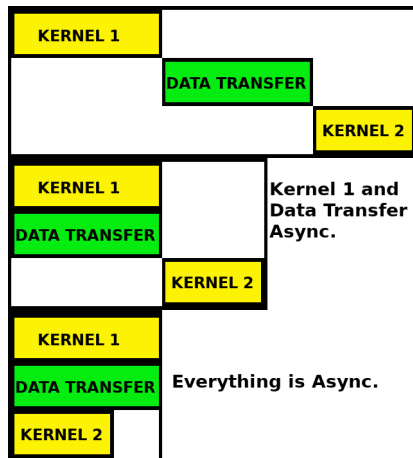 KERNEL 1
DATA TRANSFER
KERNEL 2
KERNEL 1
DATA TRANSFER
KERNEL 2
Kernel 1 and
Data Transfer
Async.
KERNEL 1
DATA TRANSFER
KERNEL 2
Everything is Async.